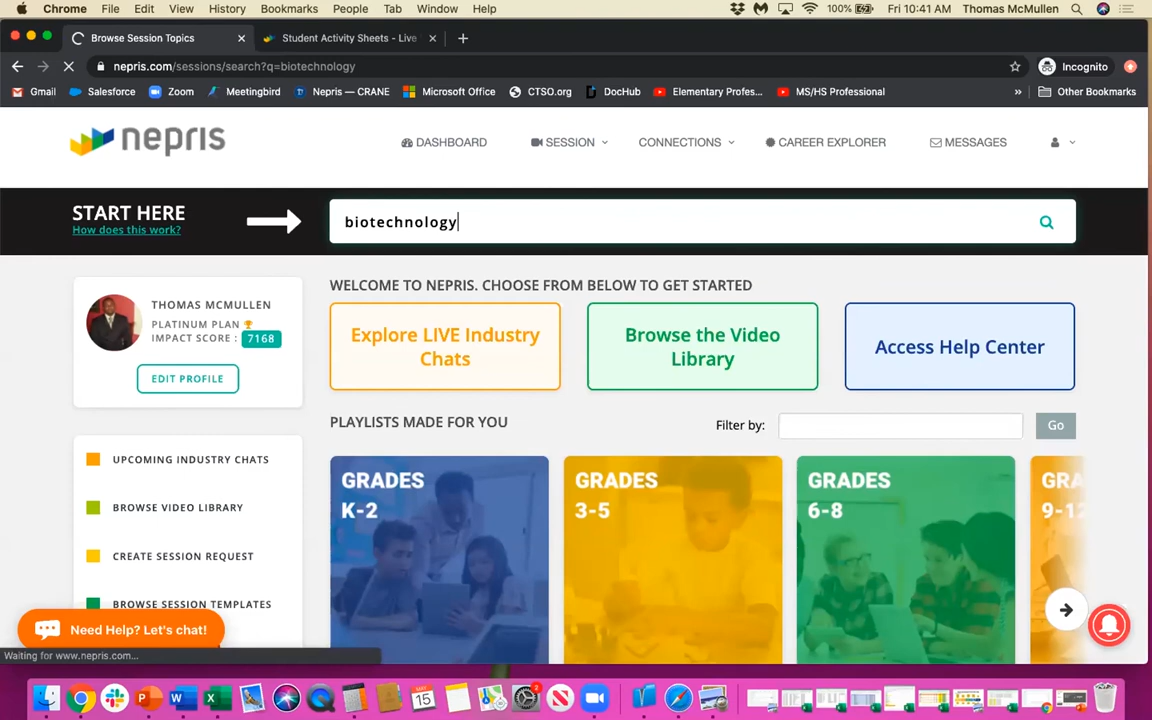 Chrome File Edit View History Bookmarks People Tab Window Help 100% Fri 10:41 AM Thomas McMullen
Browse Session Topics Student Activity Sheets - Live
nepris.com/sessions/search?q=biotechnology Incognito
Gmail Salesforce Zoom Meetingbird Nepris — CRANE Microsoft Office CTSO.org DocHub Elementary Profes... MS/HS Professional » Other Bookmarks
nepris DASHBOARD SESSION CONNECTIONS CAREER EXPLORER MESSAGES
START HERE
How does this work?
biotechnology
THOMAS MCMULLEN
PLATINUM PLAN
IMPACT SCORE : 7168
EDIT PROFILE
WELCOME TO NEPRIS. CHOOSE FROM BELOW TO GET STARTED
Explore LIVE Industry
Chats
Browse the Video
Library
Access Help Center
PLAYLISTS MADE FOR YOU Filter by: Go
UPCOMING INDUSTRY CHATS
BROWSE VIDEO LIBRARY
CREATE SESSION REQUEST
BROWSE SESSION TEMPLATES
GRADES
K-2
GRADES
3-5
GRADES
6-8
GRA
9-12
Need Help? Let's chat!
Waiting for www.nepris.com...
15
2